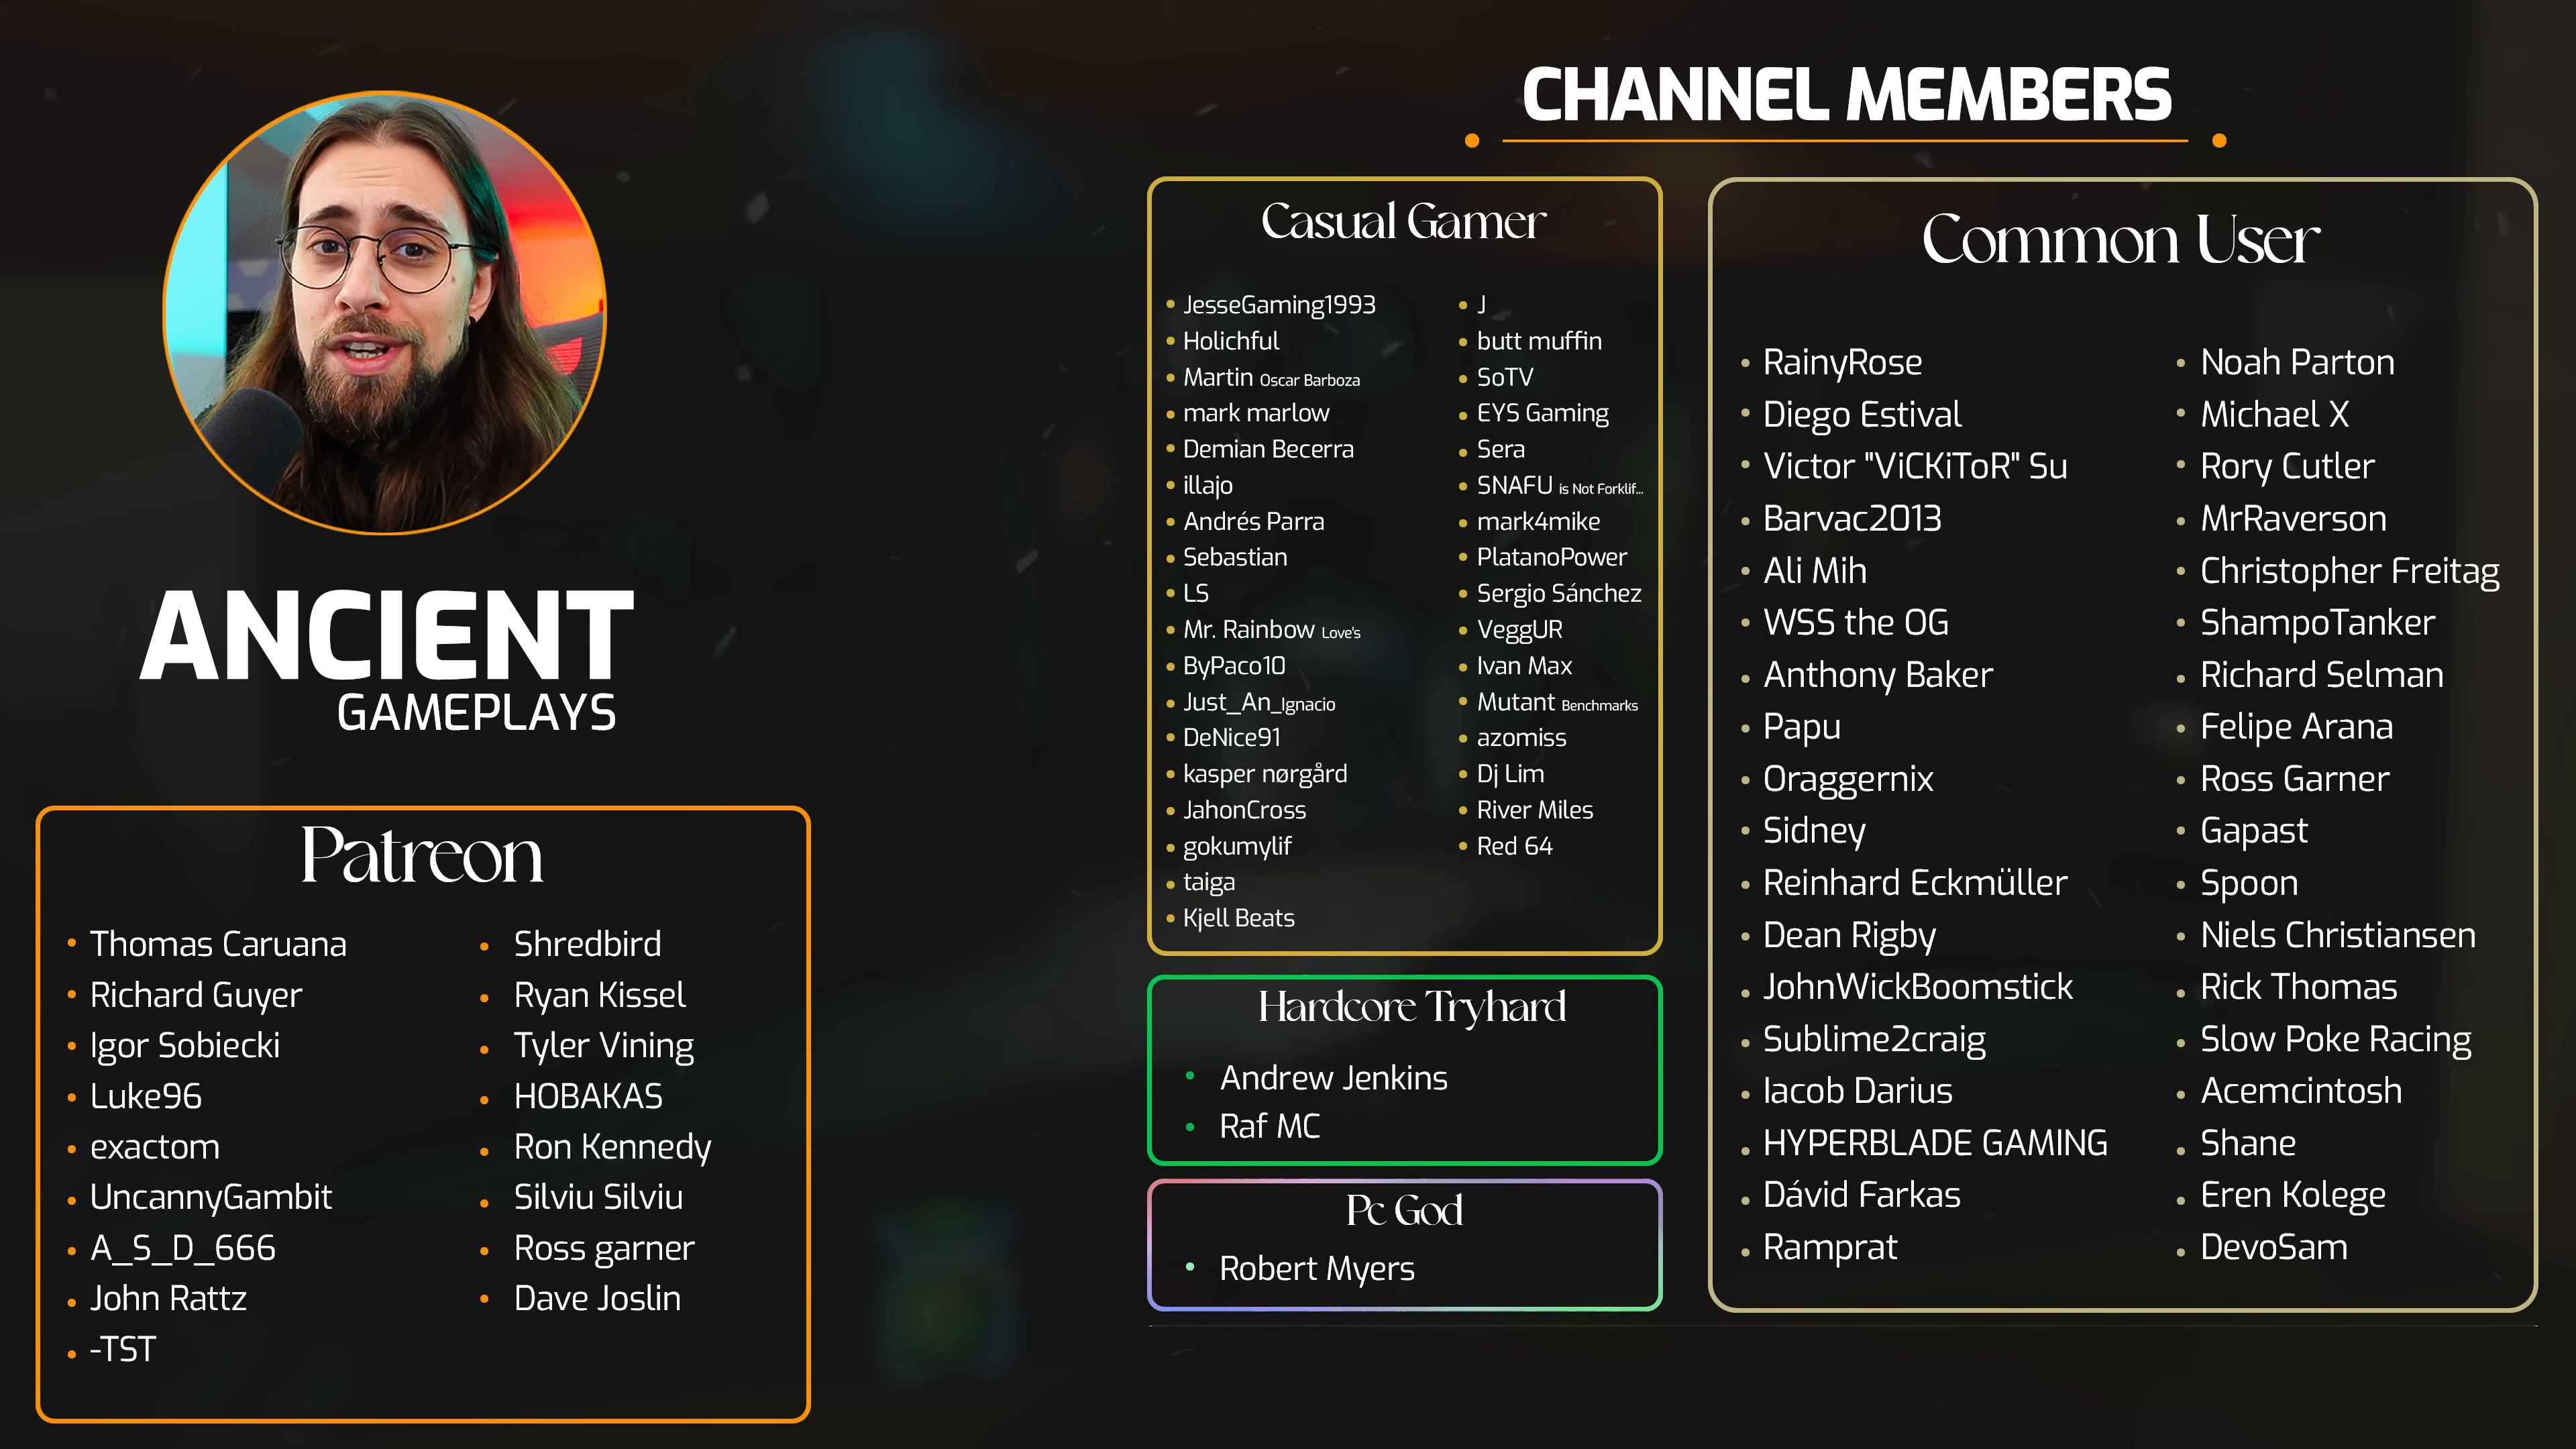 ANCIENT
GAMEPLAYS
Patreon
Thomas Caruana
Richard Guyer
Igor Sobiecki
Luke96
exactom
UncannyGambit
A_S_D_666
John Rattz
-TST
Shredbird
Ryan Kissel
Tyler Vining
HOBAKAS
Ron Kennedy
Silviu Silviu
Ross garner
Dave Joslin
CHANNEL MEMBERS
Casual Gamer
JesseGaming1993
Holichful
Martin Oscar Barboza
mark marlow
Demian Becerra
illajo
Andrés Parra
Sebastian
LS
Mr. Rainbow Love's
ByPaco10
Just_An_Ignacio
DeNice91
kasper nørgård
JahonCross
gokumylif
taiga
Kjell Beats
J
butt muffin
SoTV
EYS Gaming
Sera
SNAFU is Not Forklif...
mark4mike
PlatanoPower
Sergio Sánchez
VeggUR
Ivan Max
Mutant Benchmarks
azomiss
Dj Lim
River Miles
Red 64
Hardcore Tryhard
Andrew Jenkins
Raf MC
Pc God
Robert Myers
Common User
RainyRose
Diego Estival
Victor "ViCKiToR" Su
Barvac2013
Ali Mih
WSS the OG
Anthony Baker
Papu
Oraggernix
Sidney
Reinhard Eckmüller
Dean Rigby
JohnWickBoomstick
Sublime2craig
Iacob Darius
HYPERBLADE GAMING
Dávid Farkas
Ramprat
Noah Parton
Michael X
Rory Cutler
MrRaverson
Christopher Freitag
ShampoTanker
Richard Selman
Felipe Arana
Ross Garner
Gapast
Spoon
Niels Christiansen
Rick Thomas
Slow Poke Racing
Acemcintosh
Shane
Eren Kolege
DevoSam